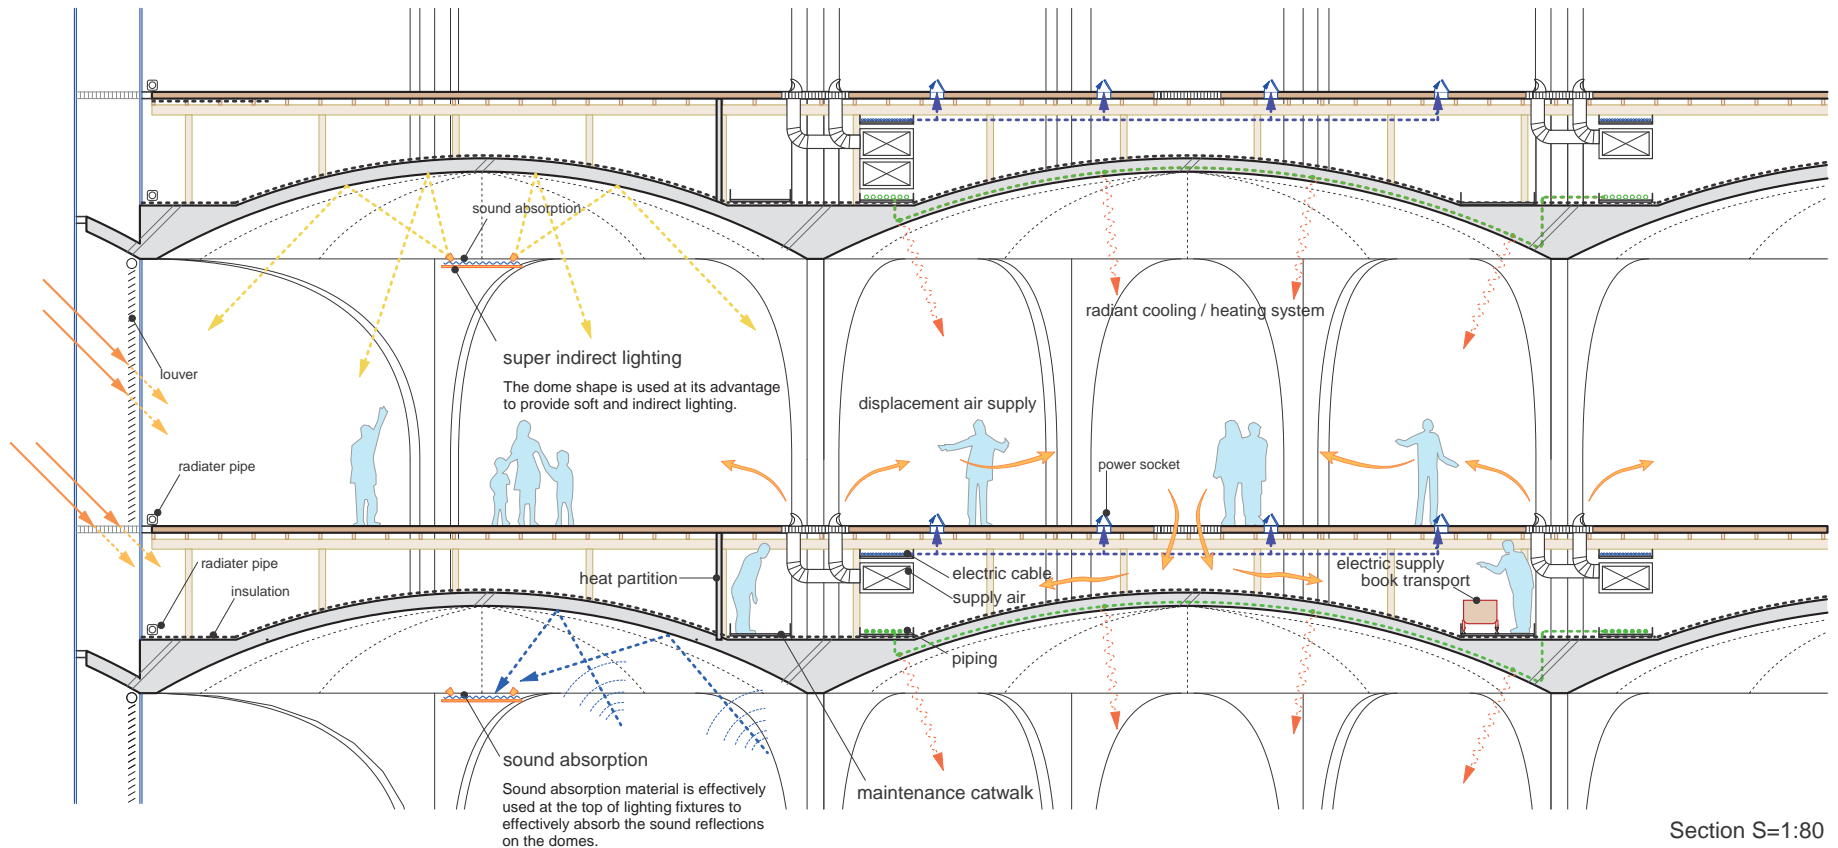 sound absorption
radiant cooling / heating system
super indirect lighting
louver
The dome shape is used at its advantage
to provide soft and indirect lighting.
displacement air supply
radiater pipe
power socket
radiater pipe
heat partition
insulation
electric cable
supply air
electric supply
book transport
piping
sound absorption
Sound absorption material is effectively
used at the top of lighting fixtures to
effectively absorb the sound reflections
on the domes.
maintenance catwalk
Section S=1:80